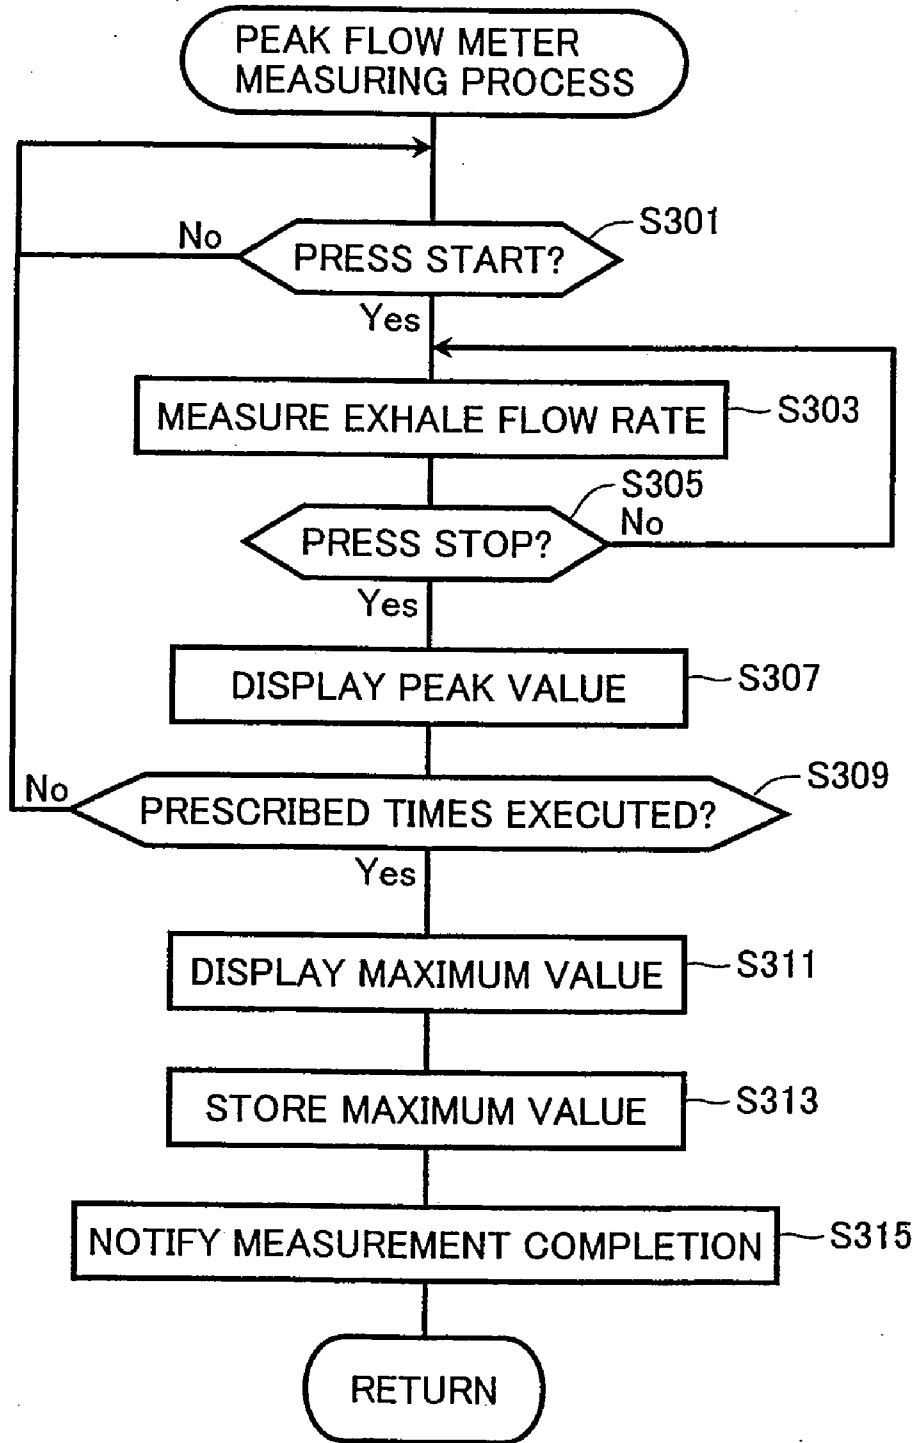 PEAK FLOW METER
MEASURING PROCESS
S301
No
PRESS START?
Yes
MEASURE EXHALE FLOW RATE
S303
S305
PRESS STOP?
No
Yes
DISPLAY PEAK VALUE
S307
S309
No
PRESCRIBED TIMES EXECUTED?
Yes
DISPLAY MAXIMUM VALUE
S311
STORE MAXIMUM VALUE
S313
NOTIFY MEASUREMENT COMPLETION
S315
RETURN